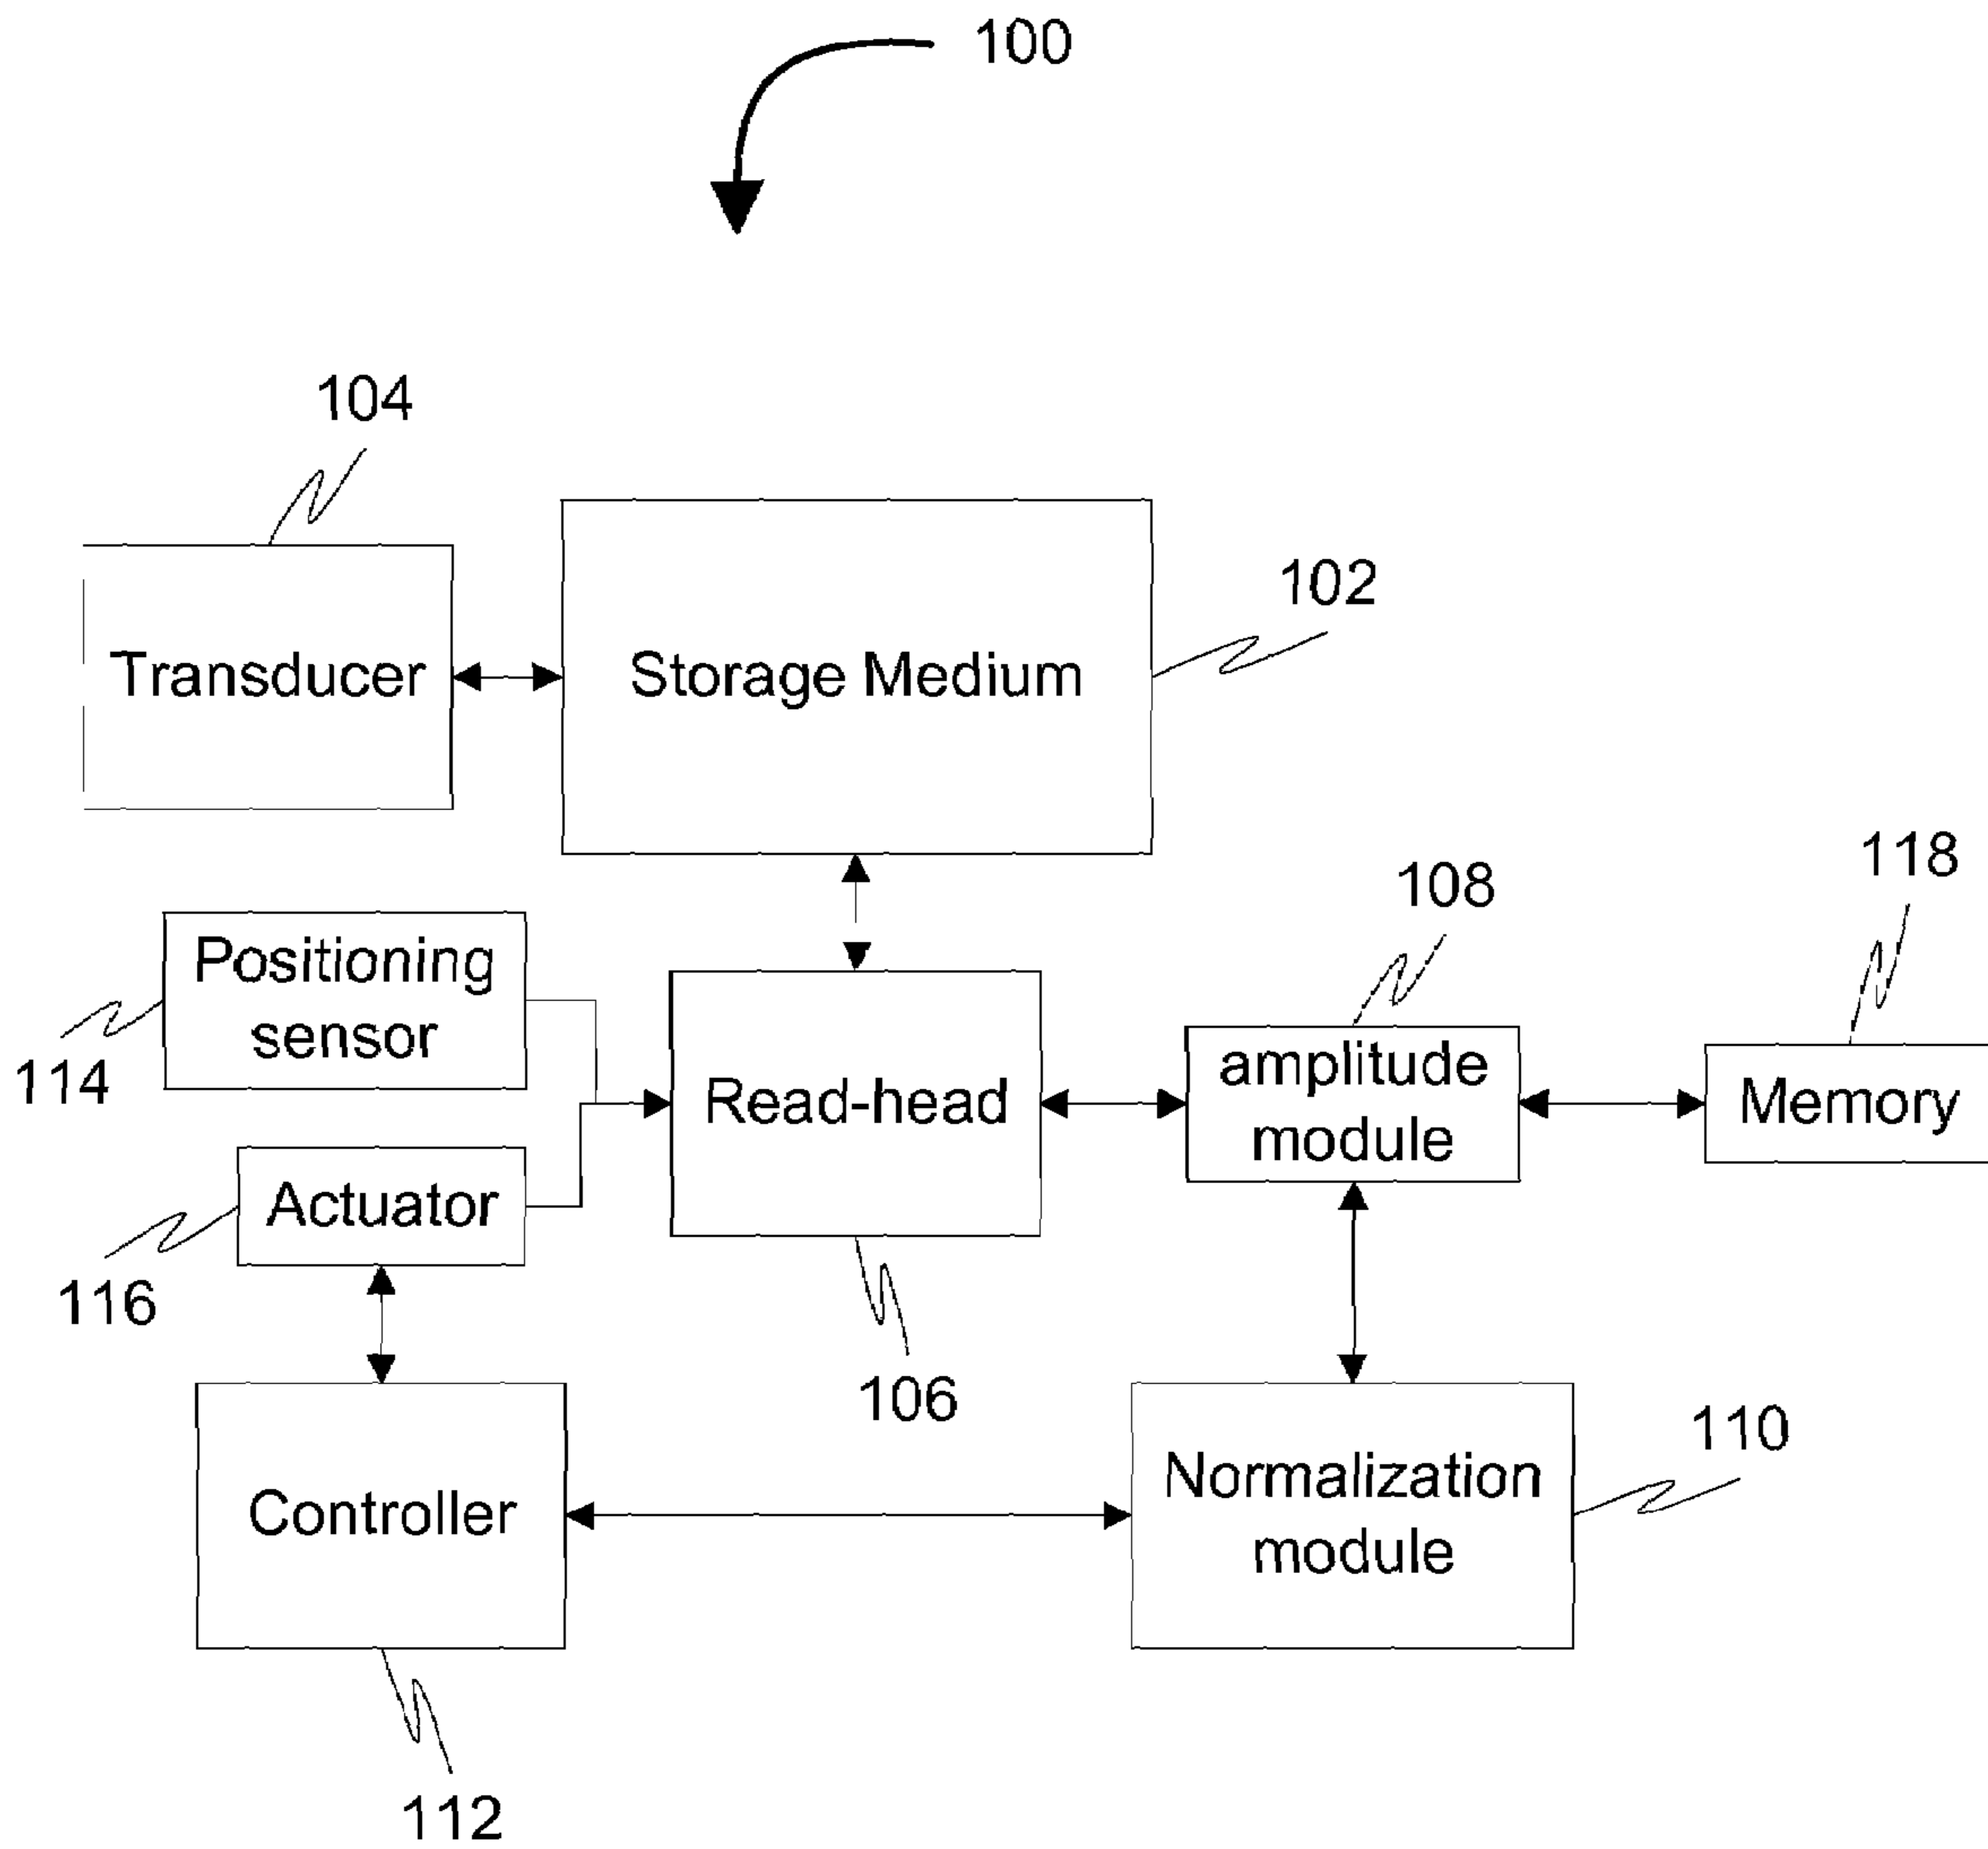 100
104
102
Transducer
Storage Medium
118
108
Positioning
sensor
114
Read-head
amplitude
module
Memory
Actuator
116
106
110
Controller
Normalization
module
112